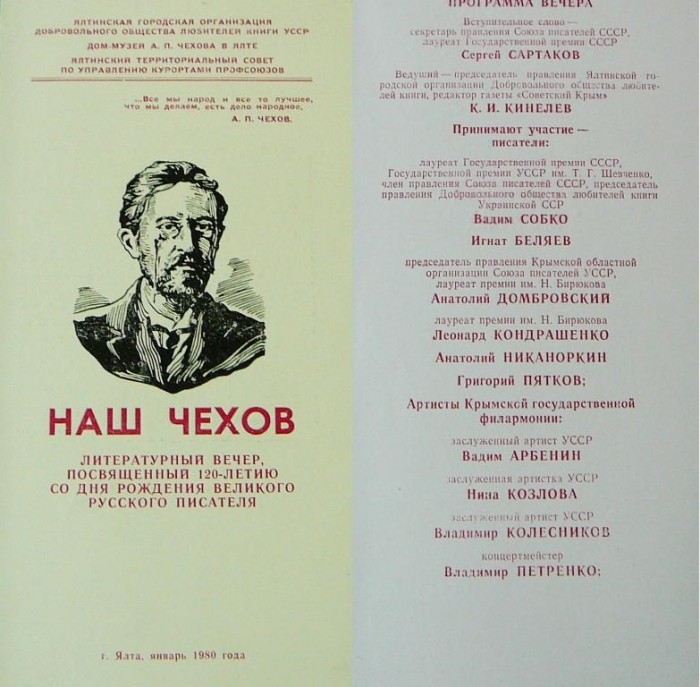 ЯЛТИНСКАЯ ГОРОДСКАЯ ОРГАНИЗАЦИЯ
ДОБРОВОЛЬНОГО ОБЩЕСТВА ЛЮБИТЕЛЕЙ КНИГИ УССР
ДОМ-МУЗЕЙ А. П. ЧЕХОВА В ЯЛТЕ
ЯЛТИНСКИЙ ТЕРРИТОРИАЛЬНЫЙ СОВЕТ
ПО УПРАВЛЕНИЮ КУРОРТАМИ ПРОФСОЮЗОВ
...Все мы народ и все то лучшее,
что мы делаем, есть дело народное.
А. П. ЧЕХОВ.
НАШ ЧЕХОВ
ЛИТЕРАТУРНЫЙ ВЕЧЕР,
ПОСВЯЩЕННЫЙ 120-ЛЕТИЮ
СО ДНЯ РОЖДЕНИЯ ВЕЛИКОГО
РУССКОГО ПИСАТЕЛЯ
г. Ялта, январь 1980 года
ПРОГРАММА ВЕЧЕРА
Вступительное слово —
секретарь правления Союза писателей СССР,
лауреат Государственной премии СССР
Сергей САРТАКОВ
Ведущий — председатель правления Ялтинской го-
родской организации Добровольного общества любите-
лей книги, редактор газеты «Советский Крым»
К. И. КИНЕЛЕВ
Принимают участие —
писатели:
лауреат Государственной премии СССР,
Государственной премии УССР им. Т. Г. Шевченко,
член правления Союза писателей СССР, председатель
правления Добровольного общества любителей книги
Украинской ССР
Вадим СОБКО
Игнат БЕЛЯЕВ
председатель правления Крымской областной
организации Союза писателей УССР,
лауреат премии им. Н. Бирюкова
Анатолий ДОМБРОВСКИЙ
лауреат премии им. Н. Бирюкова
Леонард КОНДРАШЕНКО
Анатолий НИКАНОРКИН
Григорий ПЯТКОВ;
Артисты Крымской государственной
филармонии:
заслуженный артист УССР
Вадим АРБЕНИН
заслуженная артистка УССР
Нина КОЗЛОВА
заслуженный артист УССР
Владимир КОЛЕСНИКОВ
концертмейстер
Владимир ПЕТРЕНКО;